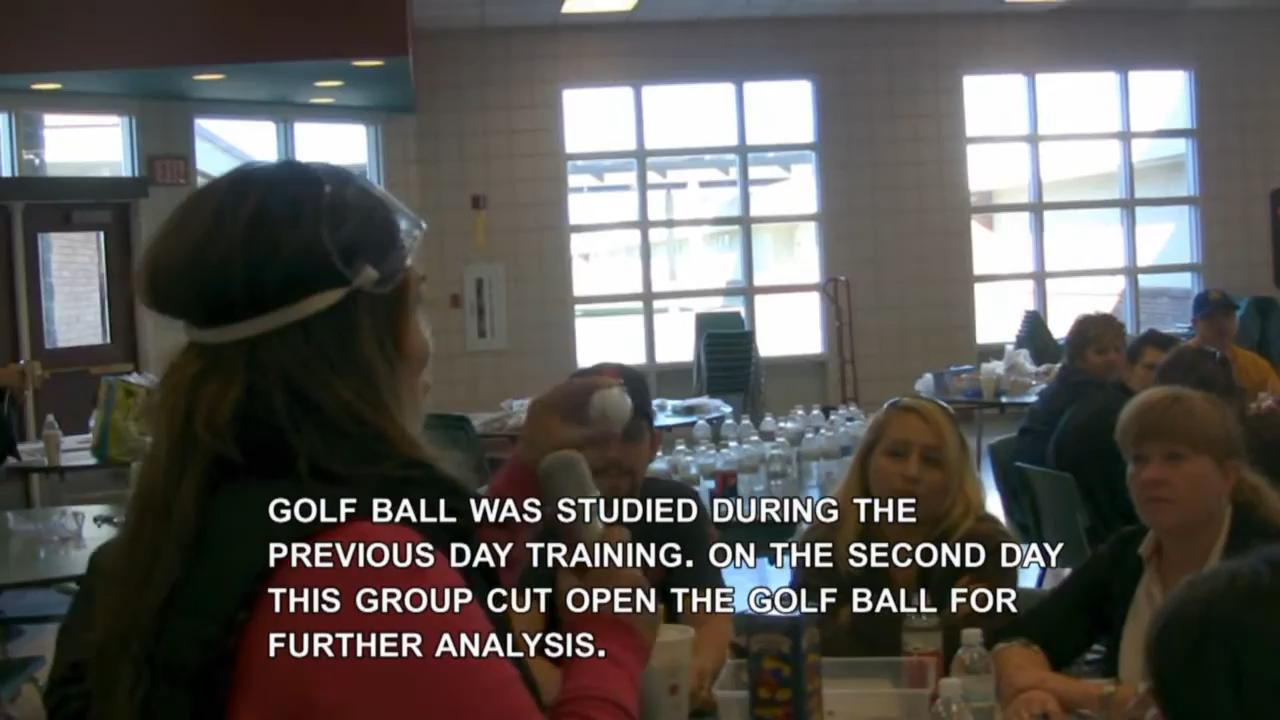 GOLF BALL WAS STUDIED DURING THE
PREVIOUS DAY TRAINING. ON THE SECOND DAY
THIS GROUP CUT OPEN THE GOLF BALL FOR
FURTHER ANALYSIS.